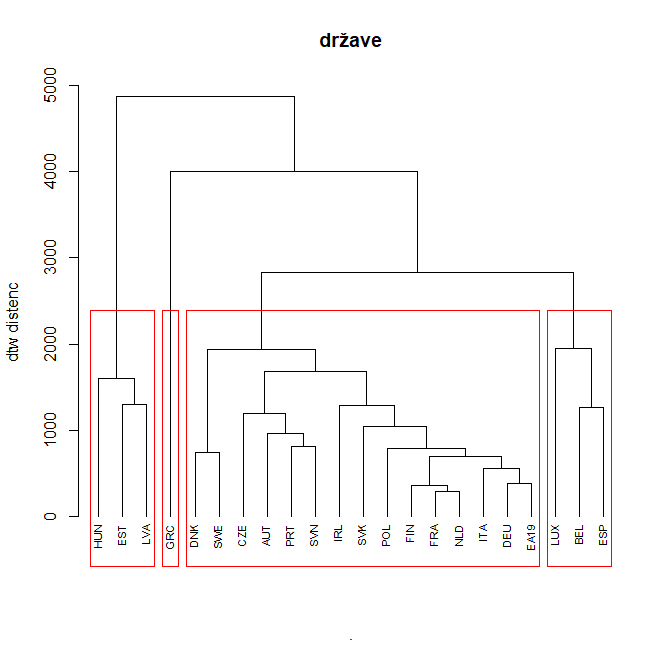 države
dtw distenc
0
1000
2000
3000
4000
5000
HUN
EST
LVA
GRC
DNK
SWE
CZE
AUT
PRT
SVN
IRL
SVK
POL
FIN
FRA
NLD
ITA
DEU
EA19
LUX
BEL
ESP
.